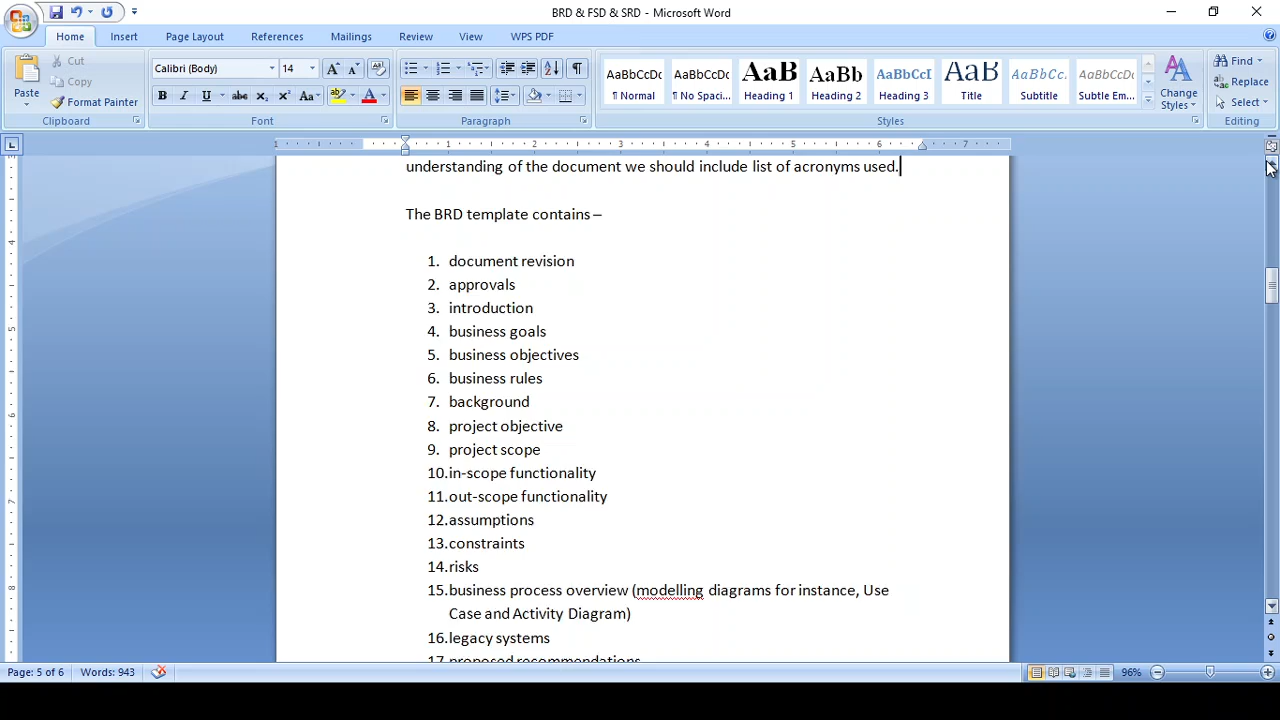 BRD & FSD & SRD - Microsoft Word
Home Insert Page Layout References Mailings Review View WPS PDF
Paste Cut Copy Format Painter Clipboard
Calibri (Body) 14 Font
Paragraph
AaBbCcDc ¶ Normal AaBbCcDc ¶ No Spaci... AaB Heading 1 AaBb Heading 2 AaBbCcI Heading 3 AaB Title AaBbCc. Subtitle AaBbCcDc Subtle Em... Change Styles Styles
Find Replace Select Editing
understanding of the document we should include list of acronyms used.
The BRD template contains –
1. document revision
2. approvals
3. introduction
4. business goals
5. business objectives
6. business rules
7. background
8. project objective
9. project scope
10. in-scope functionality
11. out-scope functionality
12. assumptions
13. constraints
14. risks
15. business process overview (modelling diagrams for instance, Use
Case and Activity Diagram)
16. legacy systems
17. proposed recommendations
Page: 5 of 6 Words: 943 96%